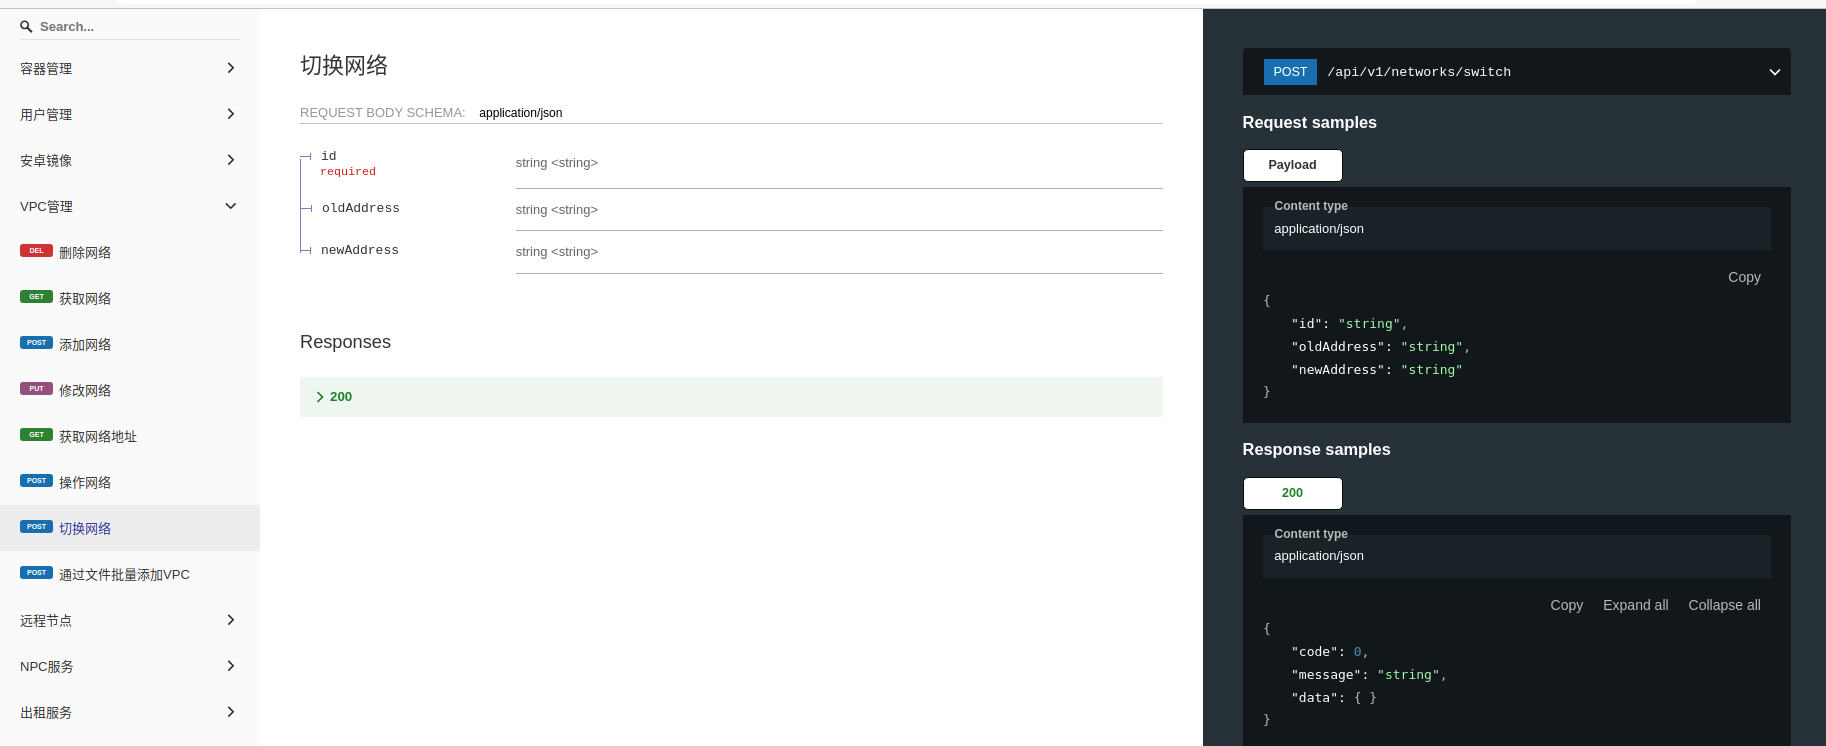 Search...
容器管理
用户管理
安卓镜像
VPC管理
DEL 删除网络
GET 获取网络
POST 添加网络
PUT 修改网络
GET 获取网络地址
POST 操作网络
POST 切换网络
POST 通过文件批量添加VPC
远程节点
NPC服务
出租服务
切换网络
REQUEST BODY SCHEMA: application/json
id string <string>
required
oldAddress string <string>
newAddress string <string>
Responses
200
POST /api/v1/networks/switch
Request samples
Payload
Content type
application/json
Copy
{
"id": "string",
"oldAddress": "string",
"newAddress": "string"
}
Response samples
200
Content type
application/json
Copy Expand all Collapse all
{
"code": 0,
"message": "string",
"data": { }
}